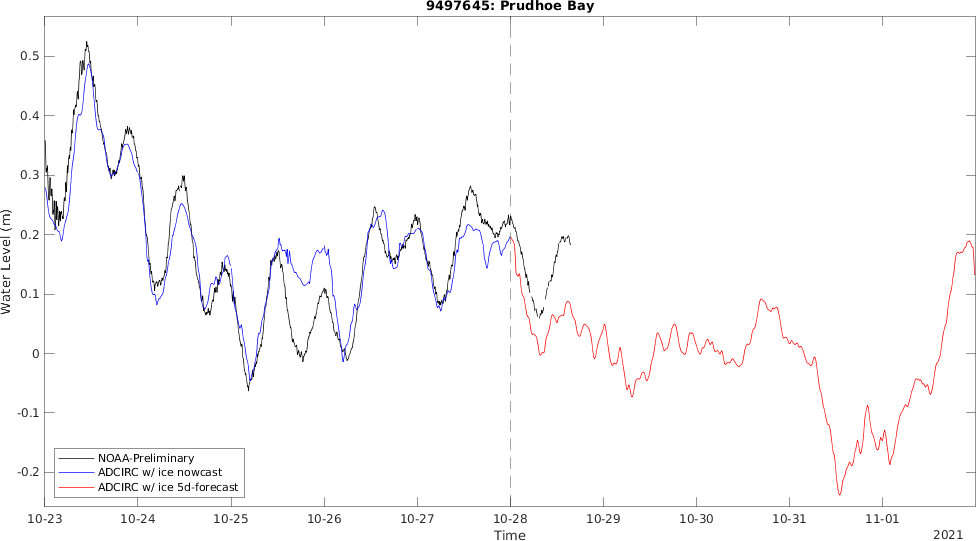 9497645: Prudhoe Bay
Water Level (m)
0.5
0.4
0.3
0.2
0.1
0
-0.1
-0.2
NOAA-Preliminary
ADCIRC w/ ice nowcast
ADCIRC w/ ice 5d-forecast
10-23 10-24 10-25 10-26 10-27 10-28 10-29 10-30 10-31 11-01
Time
2021